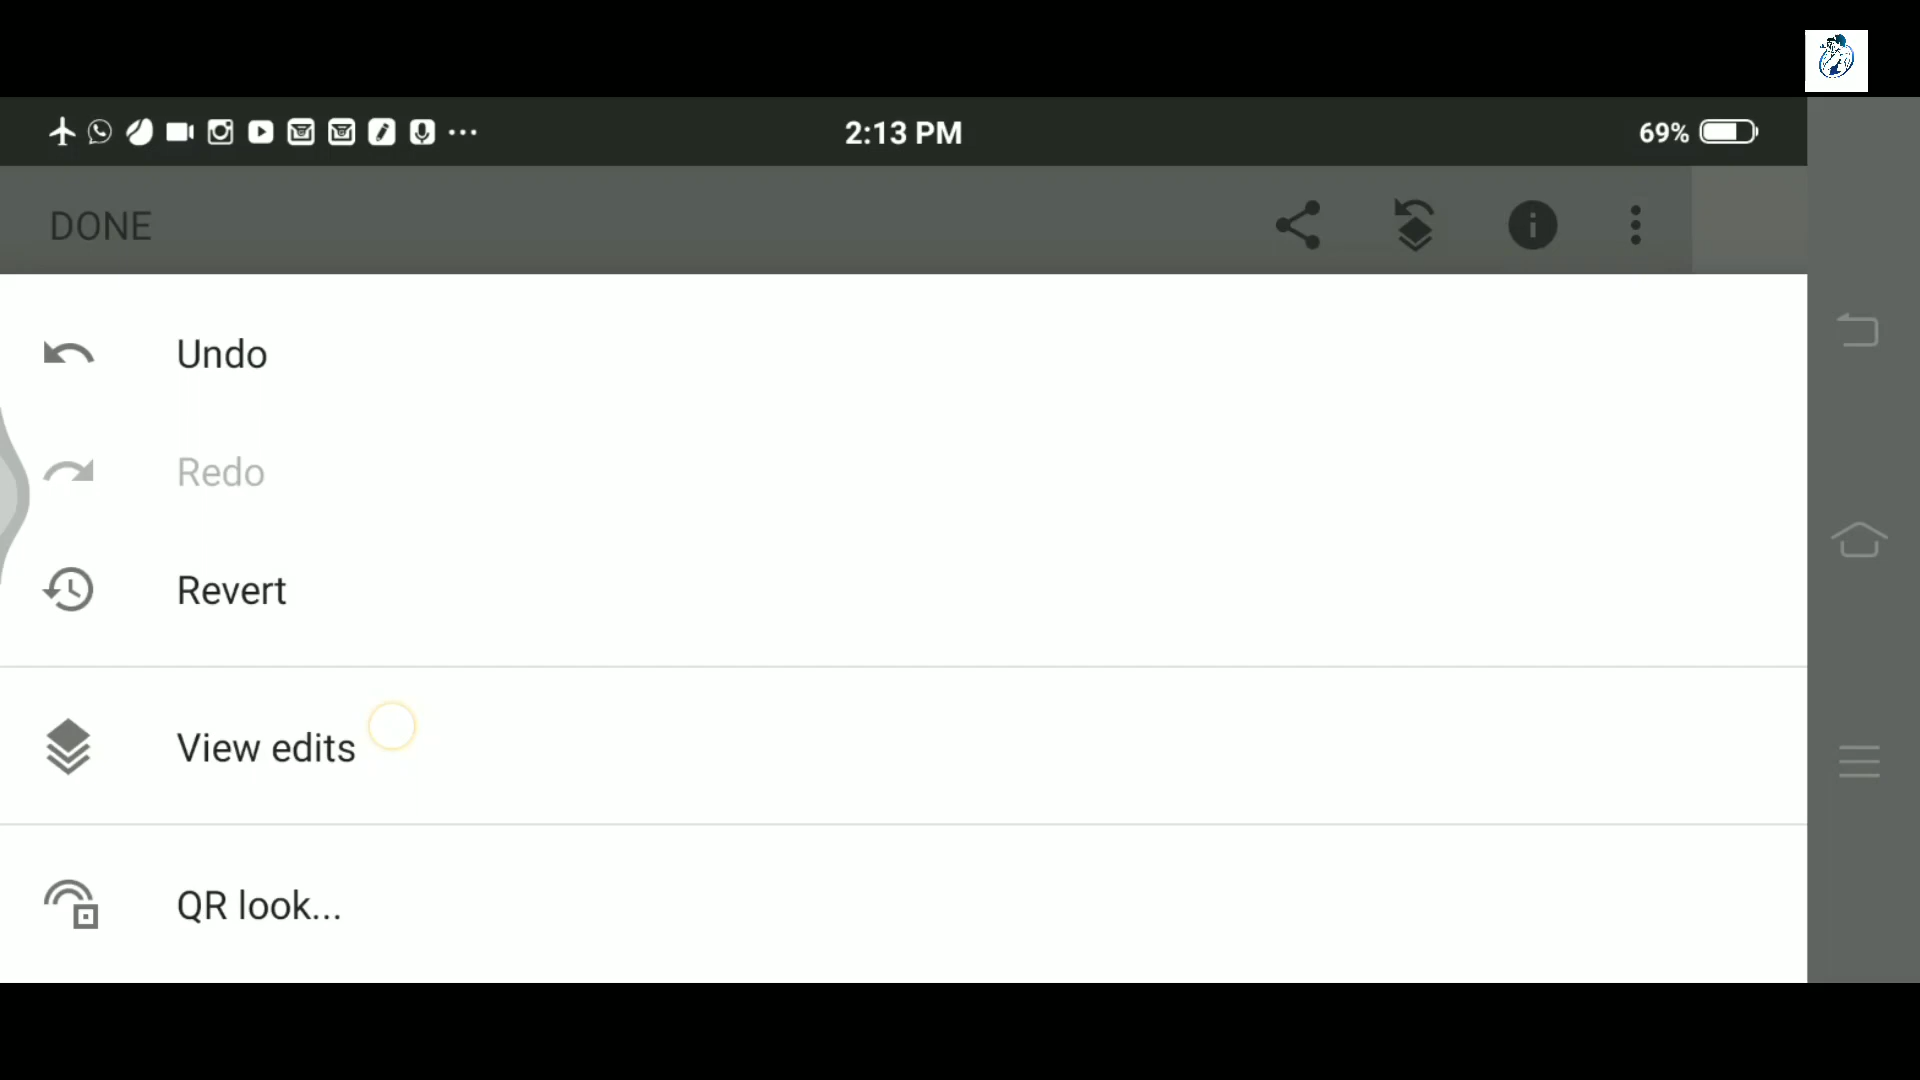 2:13 PM
69%
DONE
Undo
Redo
Revert
View edits
QR look...